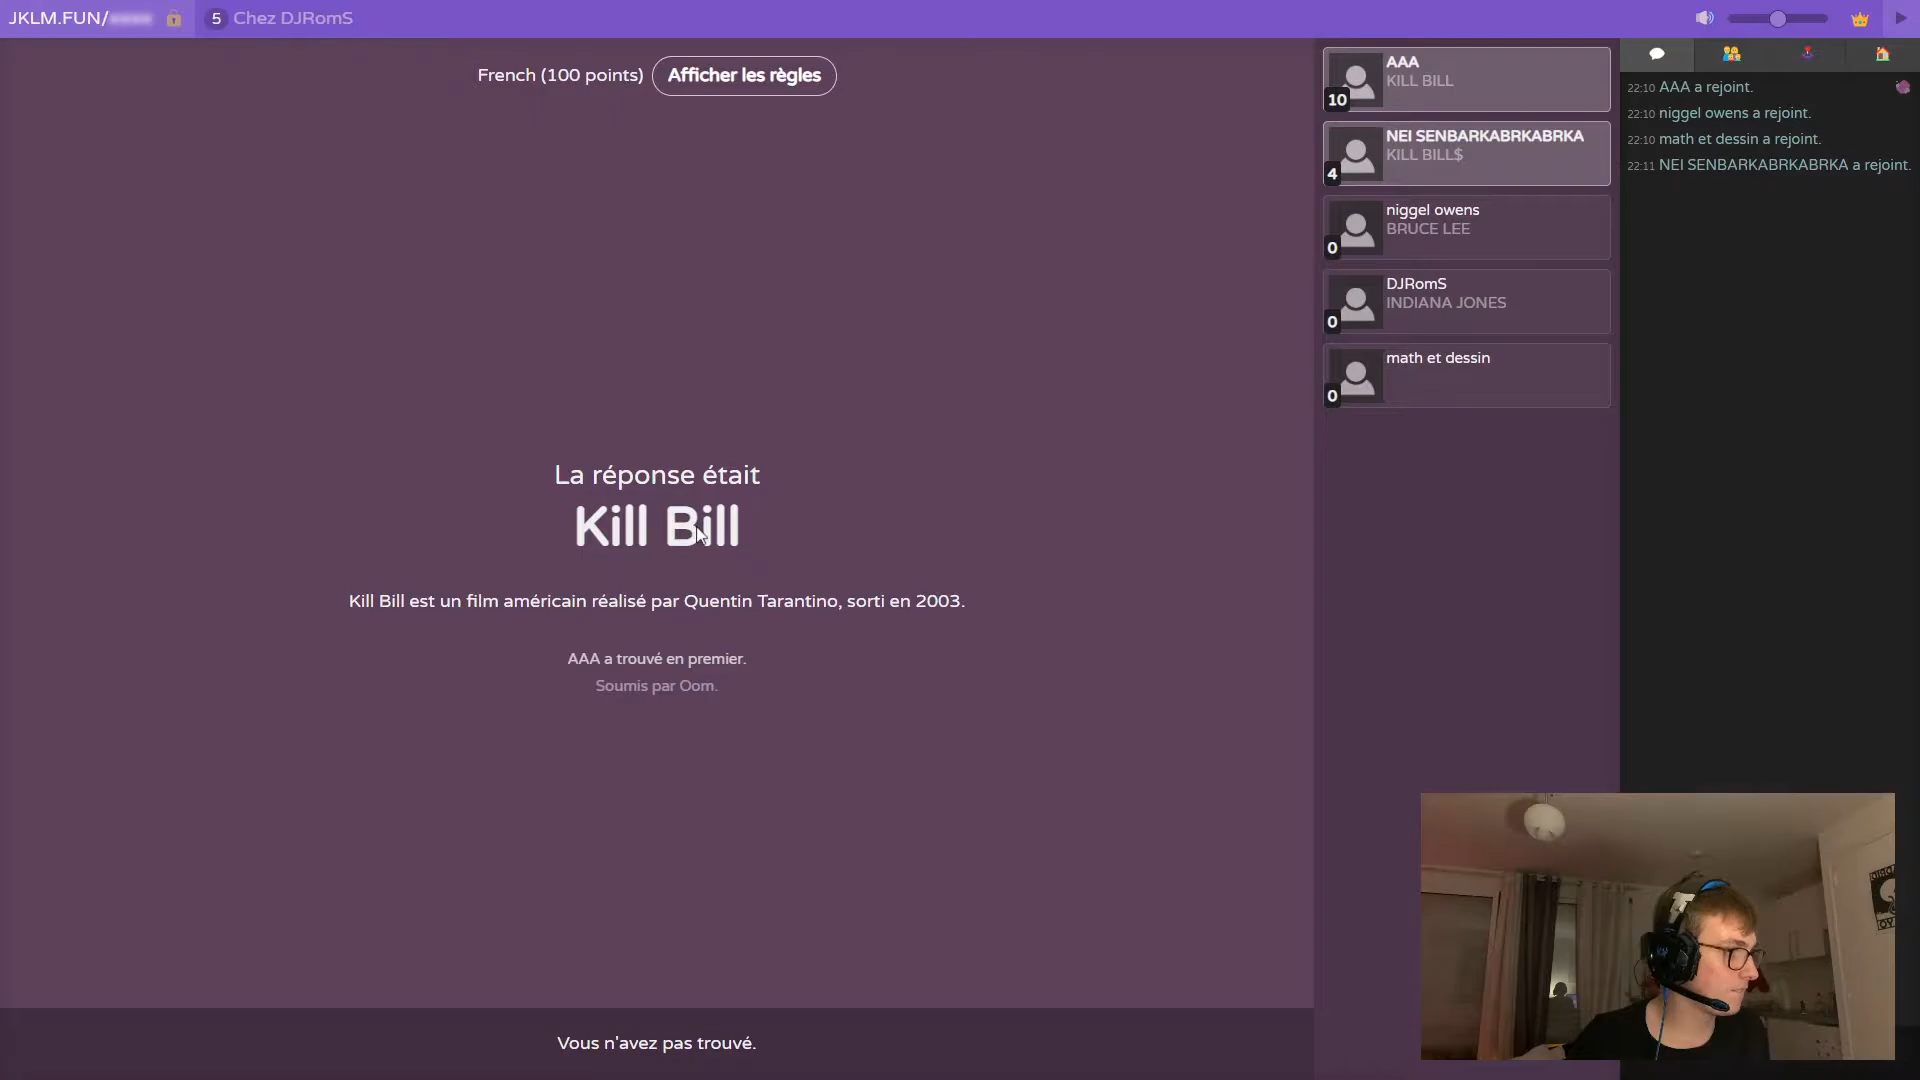 JKLM.FUN/
5 Chez DJRomS
French (100 points) Afficher les règles
La réponse était
Kill Bill
Kill Bill est un film américain réalisé par Quentin Tarantino, sorti en 2003.
AAA a trouvé en premier.
Soumis par Oom.
Vous n'avez pas trouvé.
AAA
KILL BILL
10
NEI SENBARKABRKABRKA
KILL BILL$
4
niggel owens
BRUCE LEE
0
DJRomS
INDIANA JONES
0
math et dessin
0
22:10 AAA a rejoint.
22:10 niggel owens a rejoint.
22:10 math et dessin a rejoint.
22:11 NEI SENBARKABRKABRKA a rejoint.